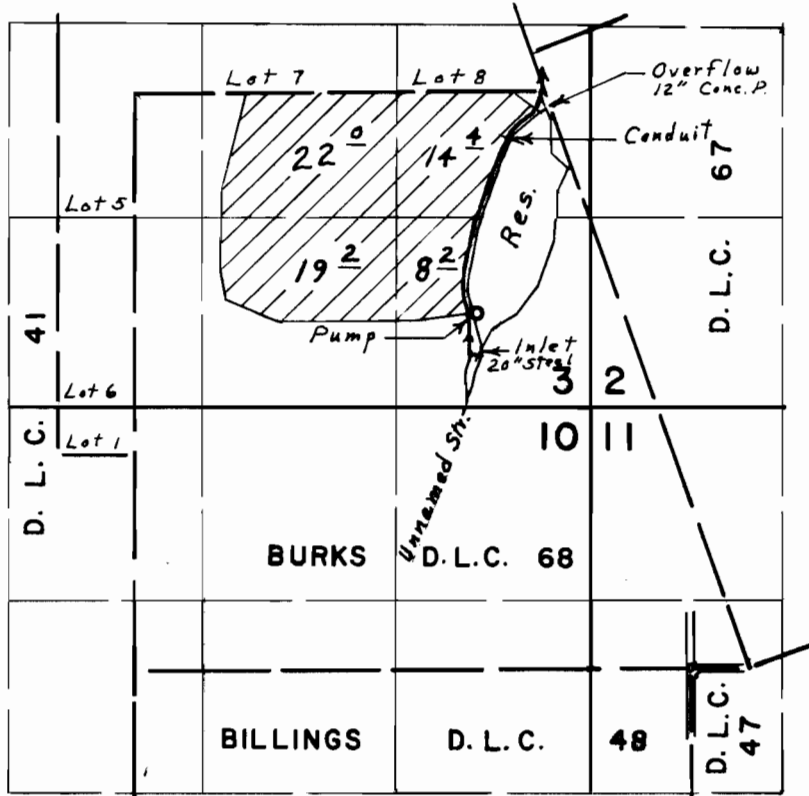 Lot 7
Lot 8
Overflow
12" Conc. P.
Conduit
22 0
14 4
67
D. L. C.
Res.
Lot 5
19 2
8 2
Pump
Inlet
20" Steel
41
D. L. C.
Lot 6
3 2
10 11
Lot 1
Unnamed Str.
BURKS D. L. C. 68
BILLINGS D. L. C. 48
D. L. C.
47